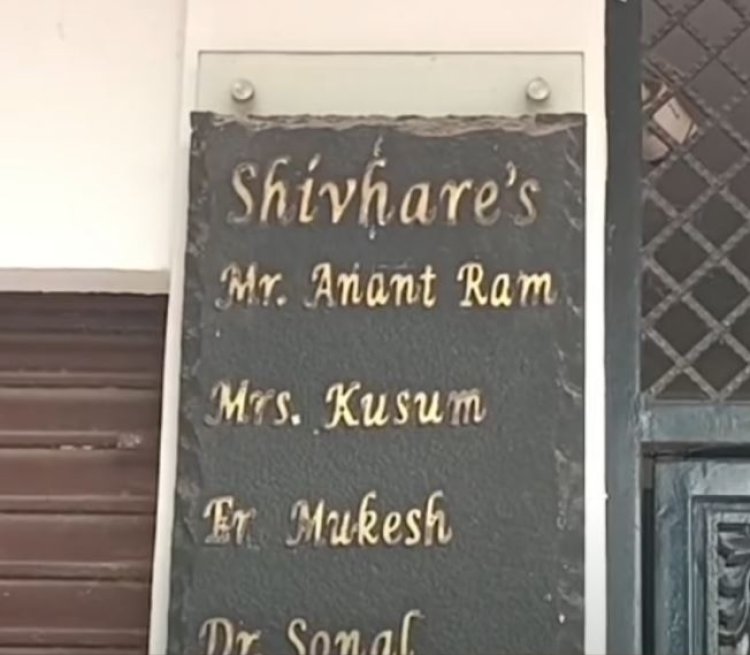 Shivhare's
Mr. Anant Ram
Mrs. Kusum
Er Mukesh
Dr. Sonal